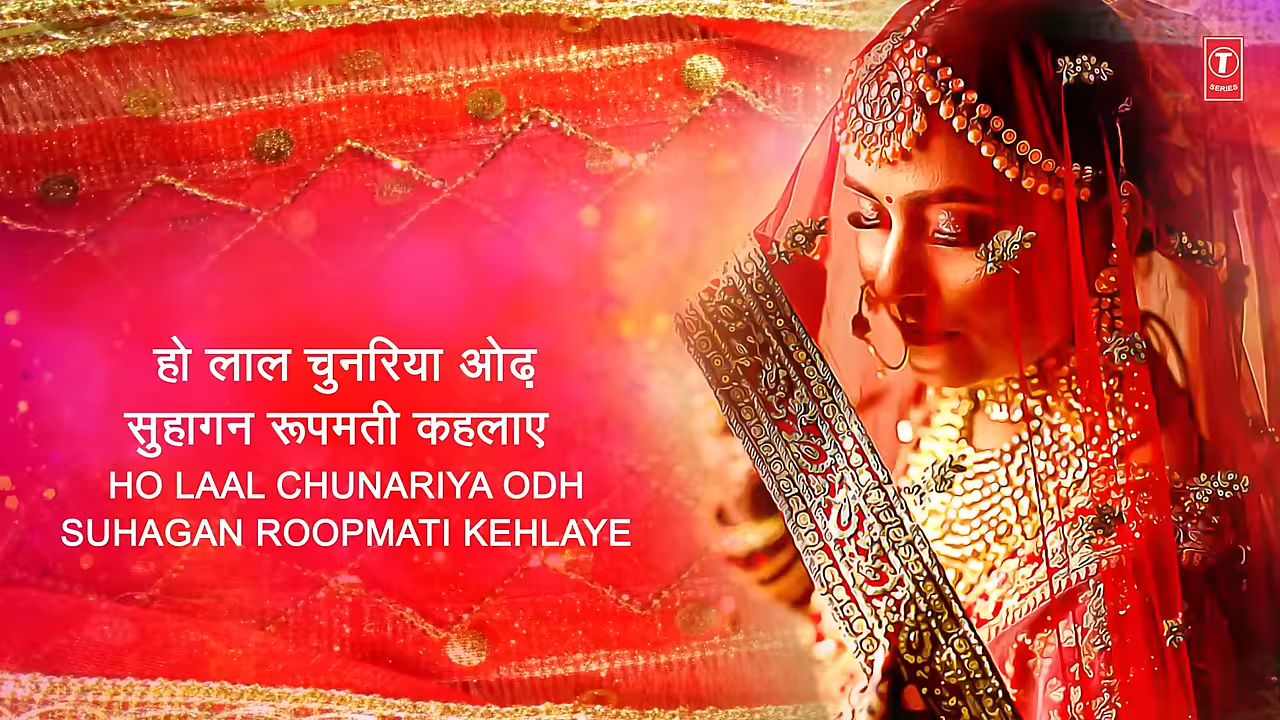 T
SERIES
हो लाल चुनरिया ओढ़
सुहागन रूपमती कहलाए
HO LAAL CHUNARIYA ODH
SUHAGAN ROOPMATI KEHLAYE